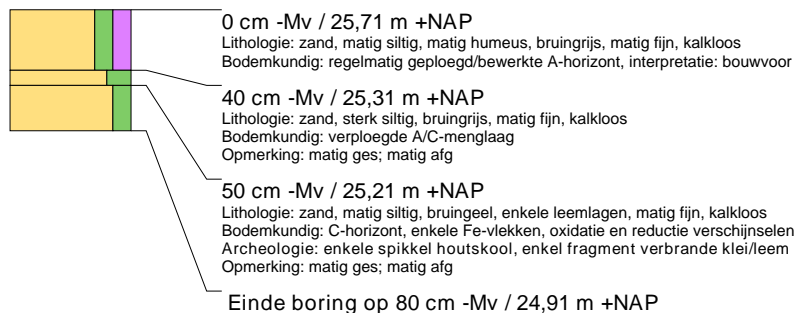 0 cm -Mv / 25,71 m +NAP
Lithologie: zand, matig siltig, matig humeus, bruingrijs, matig fijn, kalkloos
Bodemkundig: regelmatig geploegd/bewerkte A-horizont, interpretatie: bouwvoor
40 cm -Mv / 25,31 m +NAP
Lithologie: zand, sterk siltig, bruingrijs, matig fijn, kalkloos
Bodemkundig: verploegde A/C-menglaag
Opmerking: matig ges; matig afg
50 cm -Mv / 25,21 m +NAP
Lithologie: zand, matig siltig, bruingeel, enkele leemlagen, matig fijn, kalkloos
Bodemkundig: C-horizont, enkele Fe-vlekken, oxidatie en reductie verschijnselen
Archeologie: enkele spikkel houtskool, enkel fragment verbrande klei/leem
Opmerking: matig ges; matig afg
Einde boring op 80 cm -Mv / 24,91 m +NAP